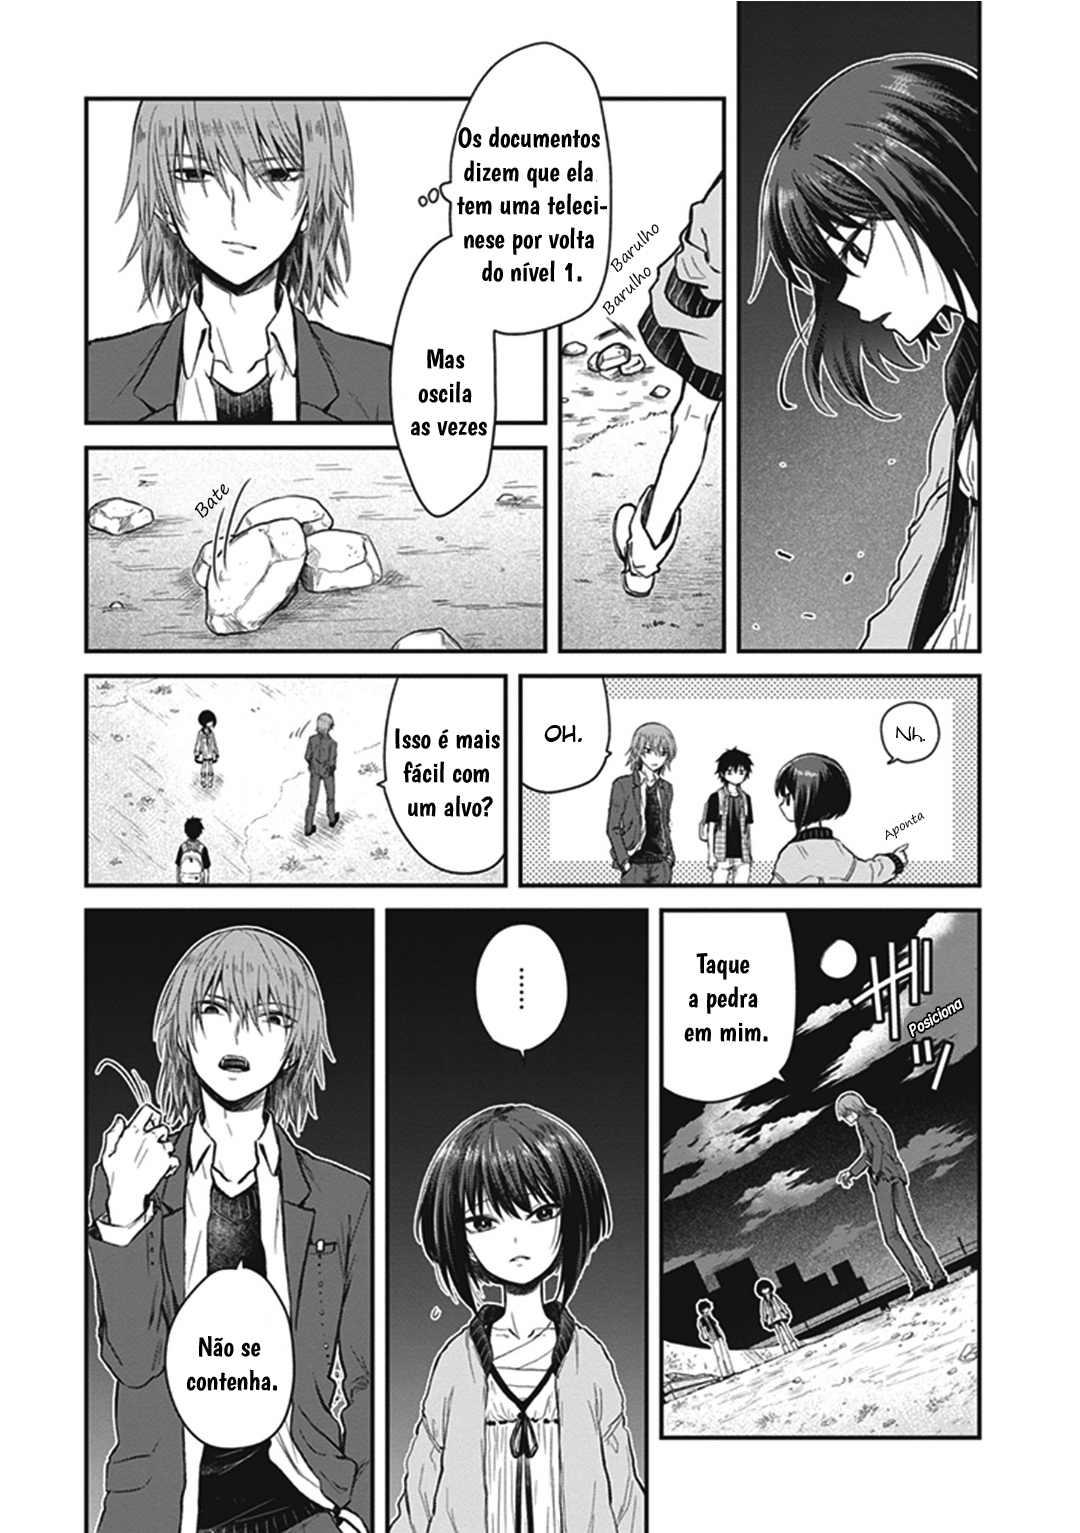 Barulho
Barulho
Os documentos
dizem que ela
tem uma teleci-
nese por volta
do nível 1.
Mas
oscila
as vezes
Bate
Nh.
Aponta
OH.
Isso é mais
fácil com
um alvo?
Taque
a pedra
em mim.
Posiciona
......
Não se
contenha.